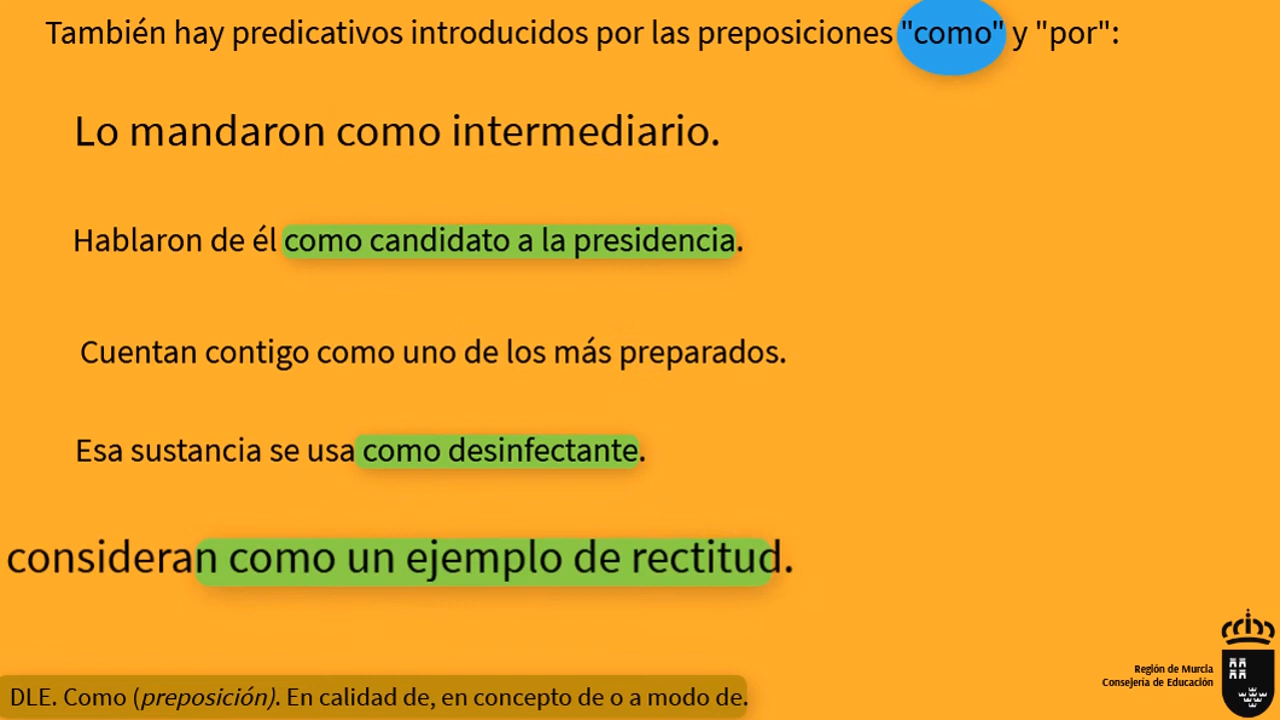 También hay predicativos introducidos por las preposiciones "como" y "por":
Lo mandaron como intermediario.
Hablaron de él como candidato a la presidencia.
Cuentan contigo como uno de los más preparados.
Esa sustancia se usa como desinfectante.
consideran como un ejemplo de rectitud.
DLE. Como (preposición). En calidad de, en concepto de o a modo de.
Región de Murcia
Consejería de Educación